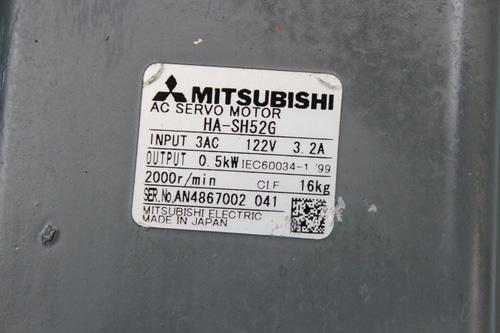 MITSUBISHI
AC SERVO MOTOR
HA-SH52G
INPUT 3AC 122V 3.2A
OUTPUT 0.5kW IEC60034-1 '99
2000r/min Cl.F 16kg
SER.No.AN4867002 041
MITSUBISHI ELECTRIC
MADE IN JAPAN